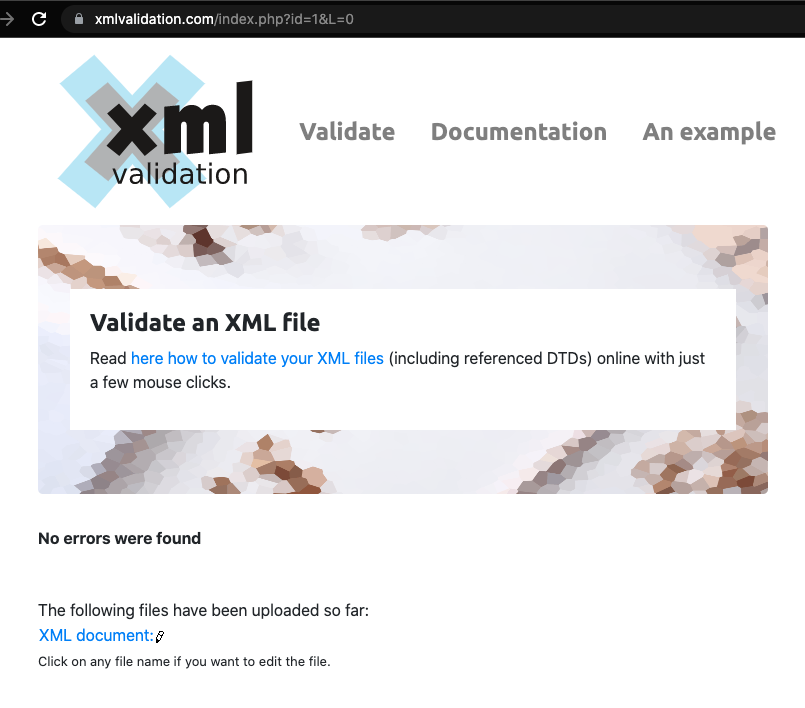 xmlvalidation.com/index.php?id=1&L=0
xml
validation
Validate Documentation An example
Validate an XML file
Read here how to validate your XML files (including referenced DTDs) online with just
a few mouse clicks.
No errors were found
The following files have been uploaded so far:
XML document:
Click on any file name if you want to edit the file.